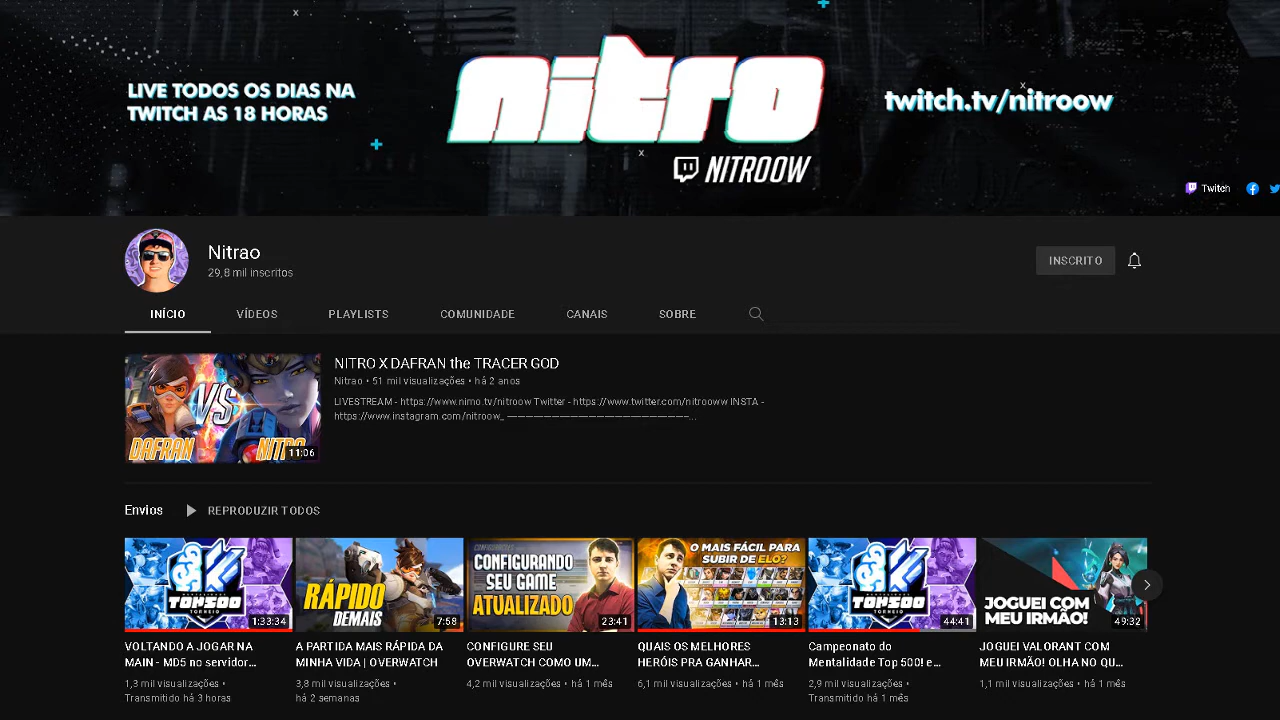 LIVE TODOS OS DIAS NA
TWITCH AS 18 HORAS
nitro
NITROOW
twitch.tv/nitroow
Twitch
Nitrao
29,8 mil inscritos
INSCRITO
INÍCIO
VÍDEOS
PLAYLISTS
COMUNIDADE
CANAIS
SOBRE
VS
DAFRAN
NITRO
11:06
NITRO X DAFRAN the TRACER GOD
Nitrao • 51 mil visualizações • há 2 anos
LIVESTREAM - https://www.nimo.tv/nitroow Twitter - https://www.twitter.com/nitrooww INSTA -
https://www.instagram.com/nitroow_ ----------------------------------------------------------...
Envios
REPRODUZIR TODOS
TOP500
TORNEIO
1:33:34
VOLTANDO A JOGAR NA
MAIN - MD5 no servidor...
1,3 mil visualizações •
Transmitido há 3 horas
RÁPIDO
DEMAIS
7:58
A PARTIDA MAIS RÁPIDA DA
MINHA VIDA | OVERWATCH
3,8 mil visualizações •
há 2 semanas
CONFIGURANDO
SEU GAME
ATUALIZADO
23:41
CONFIGURE SEU
OVERWATCH COMO UM...
4,2 mil visualizações • há 1 mês
O MAIS FÁCIL PARA
SUBIR DE ELO?
13:13
QUAIS OS MELHORES
HERÓIS PRA GANHAR...
6,1 mil visualizações • há 1 mês
TOP500
TORNEIO
44:41
Campeonato do
Mentalidade Top 500! e...
2,9 mil visualizações •
Transmitido há 1 mês
JOGUEI COM
MEU IRMÃO!
49:32
JOGUEI VALORANT COM
MEU IRMÃO! OLHA NO QU...
1,1 mil visualizações • há 1 mês